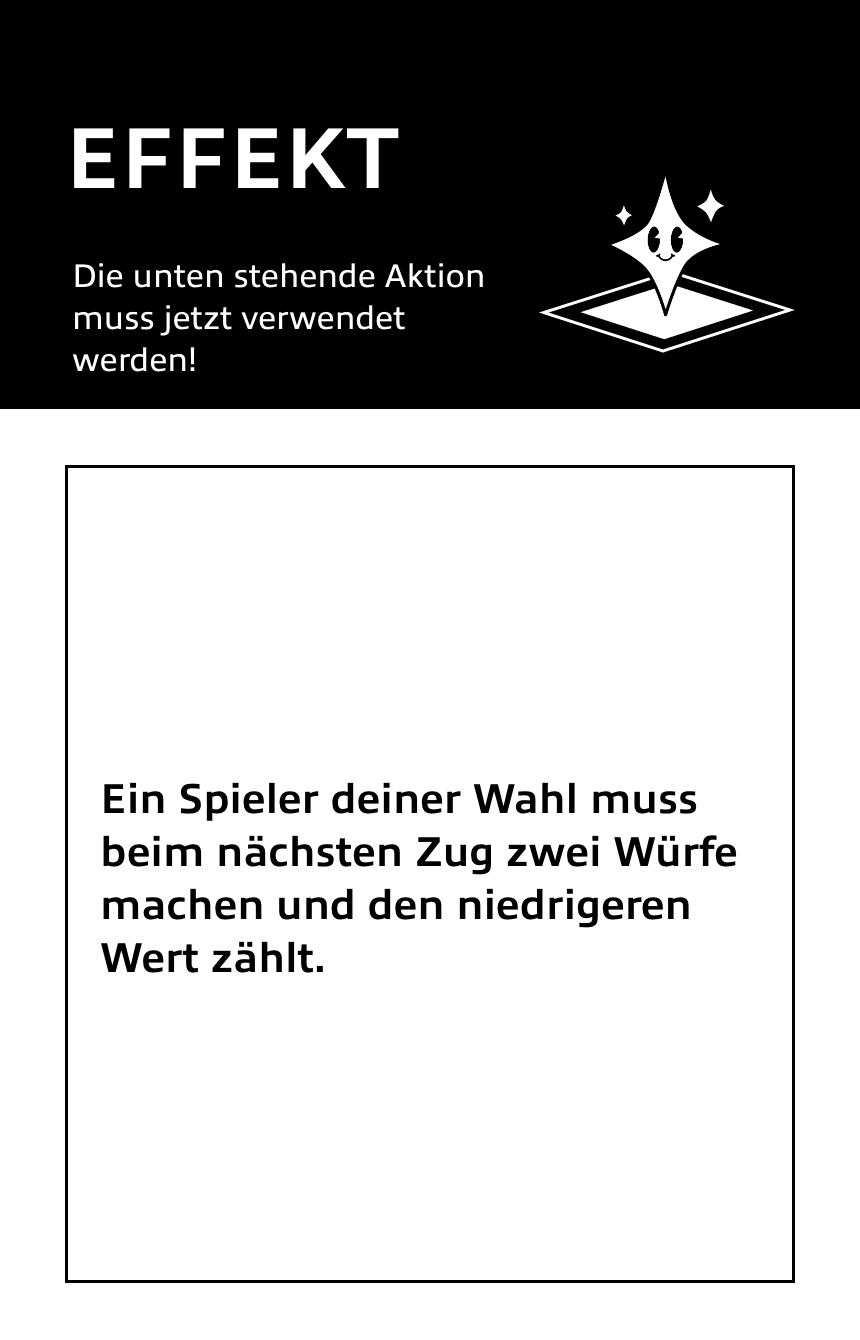 EFFEKT
Die unten stehende Aktion
muss jetzt verwendet
werden!
Ein Spieler deiner Wahl muss
beim nächsten Zug zwei Würfe
machen und den niedrigeren
Wert zählt.